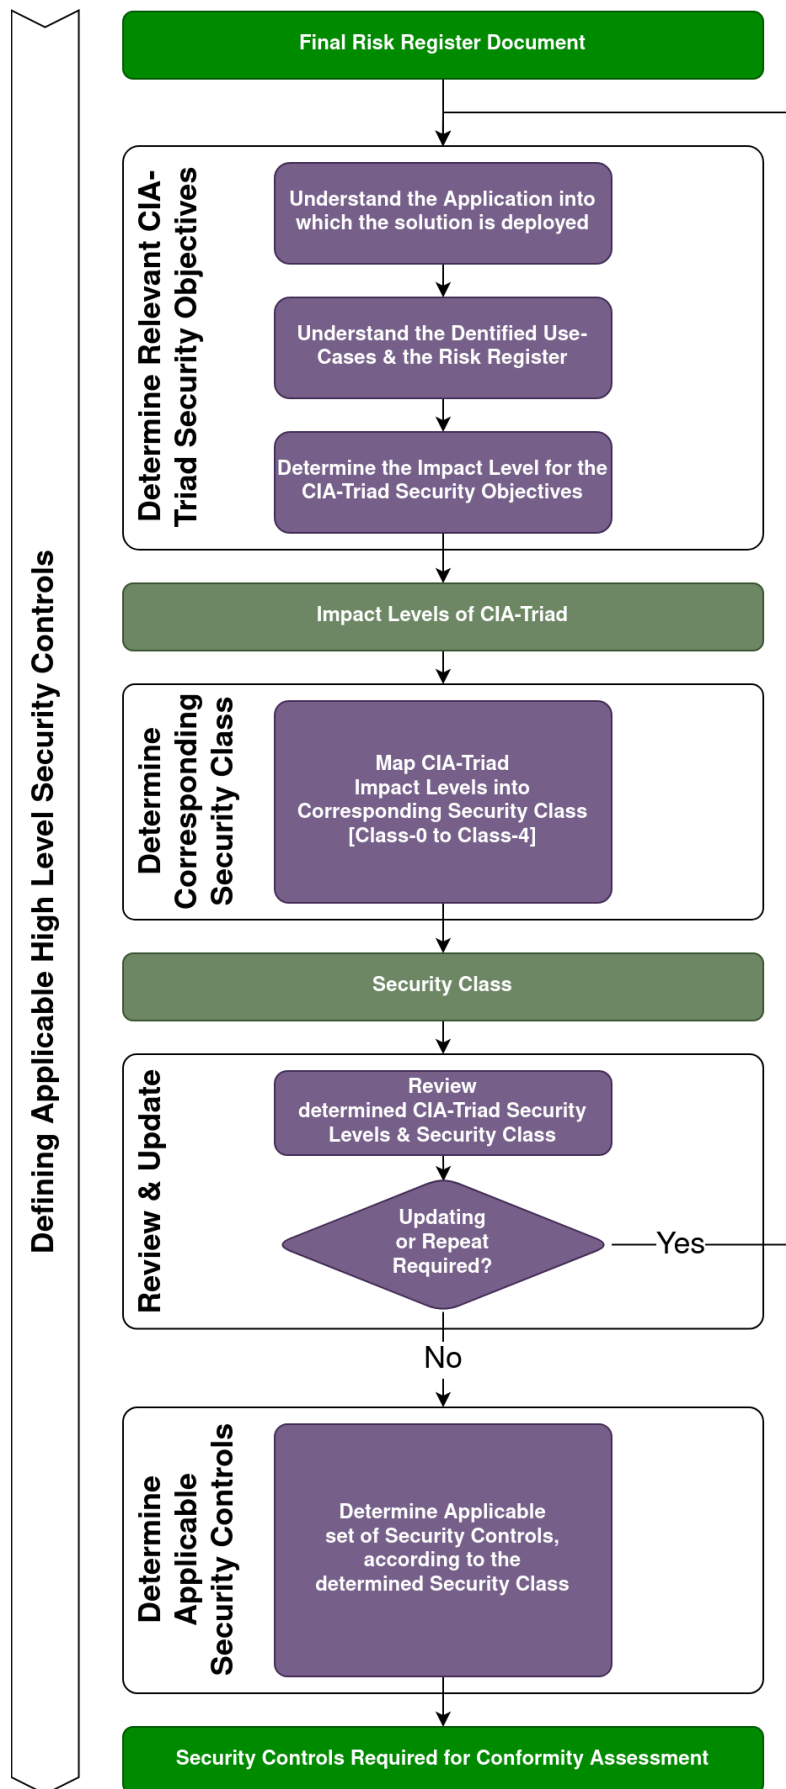 Defining Applicable High Level Security Controls
Final Risk Register Document
Determine Relevant CIA-
Triad Security Objectives
Understand the Application into
which the solution is deployed
Understand the Dentified Use-
Cases & the Risk Register
Determine the Impact Level for the
CIA-Triad Security Objectives
Impact Levels of CIA-Triad
Determine
Corresponding
Security Class
Map CIA-Triad
Impact Levels into
Corresponding Security Class
[Class-0 to Class-4]
Security Class
Review & Update
Review
determined CIA-Triad Security
Levels & Security Class
Updating
or Repeat
Required?
Yes
No
Determine
Applicable
Security Controls
Determine Applicable
set of Security Controls,
according to the
determined Security Class
Security Controls Required for Conformity Assessment